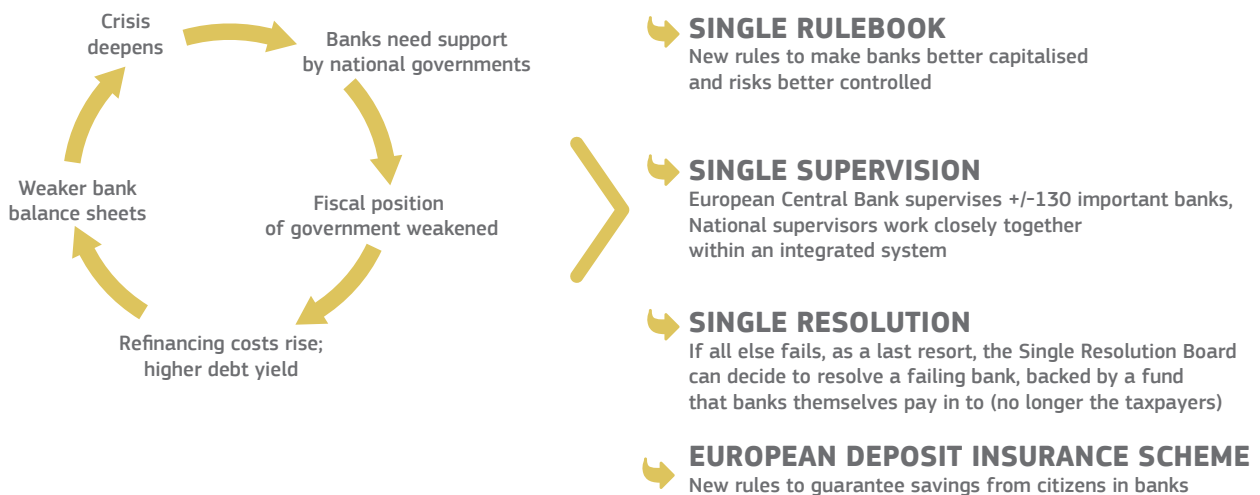 Crisis
deepens
Banks need support
by national governments
Fiscal position
of government weakened
Refinancing costs rise;
higher debt yield
Weaker bank
balance sheets
SINGLE RULEBOOK
New rules to make banks better capitalised
and risks better controlled
SINGLE SUPERVISION
European Central Bank supervises +/-130 important banks,
National supervisors work closely together
within an integrated system
SINGLE RESOLUTION
If all else fails, as a last resort, the Single Resolution Board
can decide to resolve a failing bank, backed by a fund
that banks themselves pay in to (no longer the taxpayers)
EUROPEAN DEPOSIT INSURANCE SCHEME
New rules to guarantee savings from citizens in banks